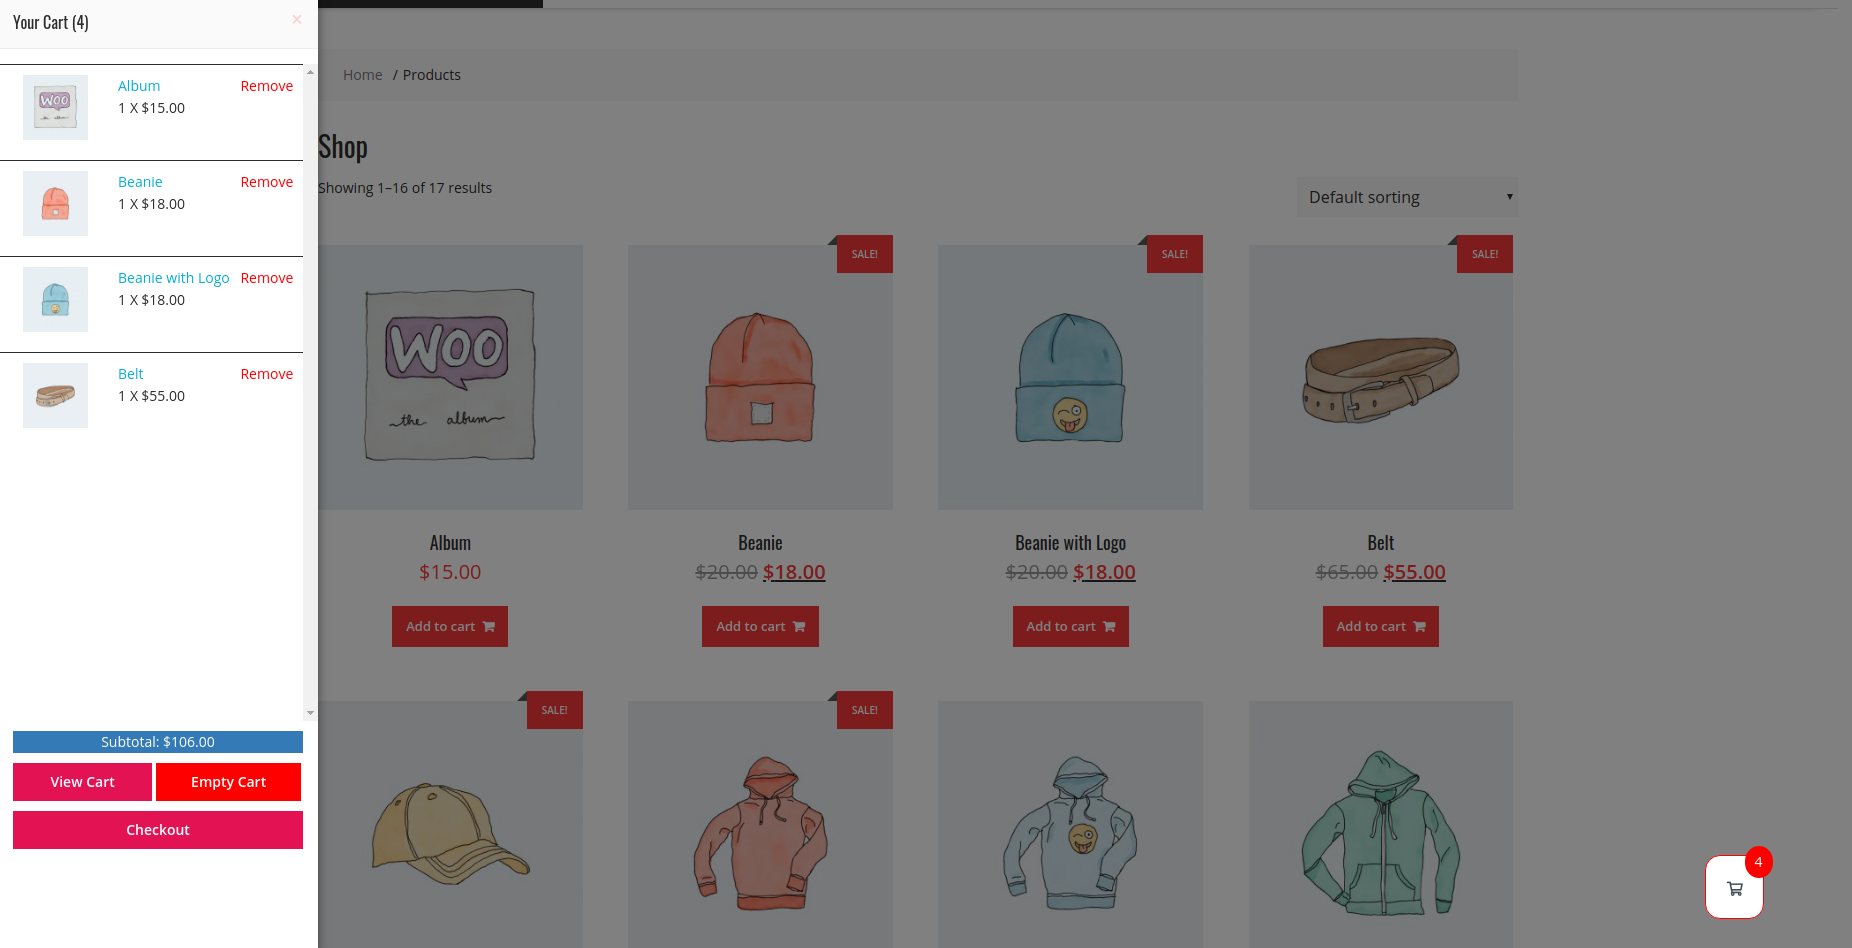 Your Cart (4)
×
Album Remove
1 X $15.00
Beanie Remove
1 X $18.00
Beanie with Logo Remove
1 X $18.00
Belt Remove
1 X $55.00
Subtotal: $106.00
View Cart
Empty Cart
Checkout
Home / Products
Shop
Showing 1–16 of 17 results
Default sorting
SALE!
SALE!
SALE!
WOO
the album
Album
$15.00
Add to cart
Beanie
$20.00 $18.00
Add to cart
Beanie with Logo
$20.00 $18.00
Add to cart
Belt
$65.00 $55.00
Add to cart
SALE!
SALE!
4